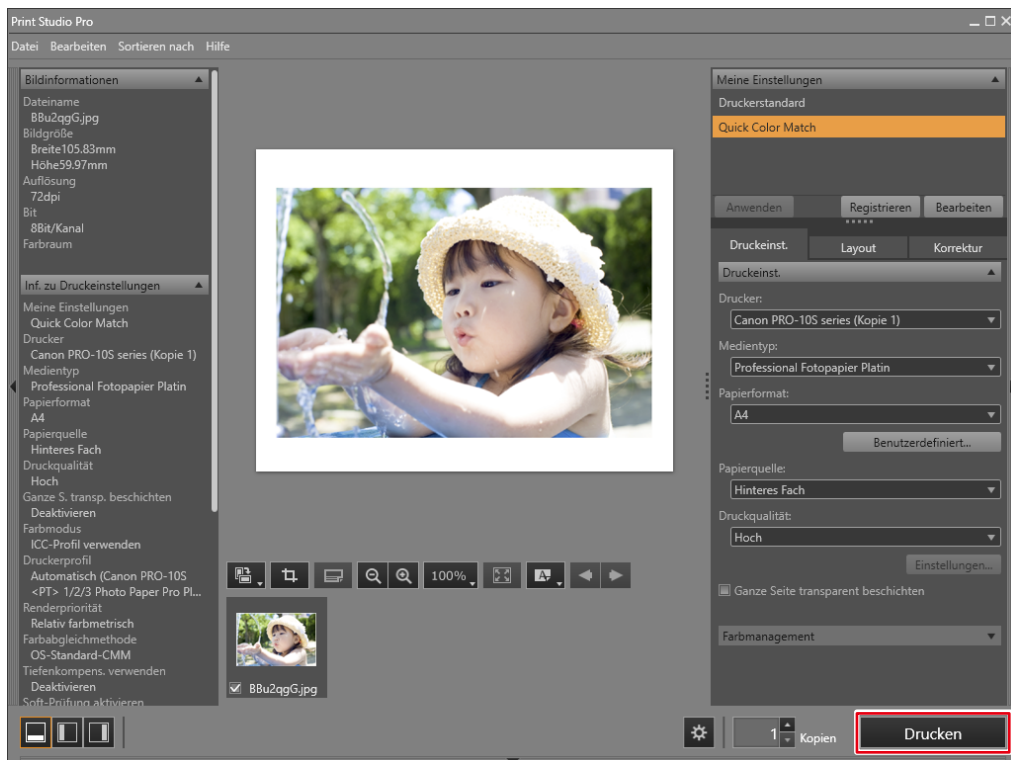 Print Studio Pro
Datei Bearbeiten Sortieren nach Hilfe
Bildinformationen
Dateiname
BBu2qgG.jpg
Bildgröße
Breite105.83mm
Höhe59.97mm
Auflösung
72dpi
Bit
8Bit/Kanal
Farbraum
Inf. zu Druckeinstellungen
Meine Einstellungen
Quick Color Match
Drucker
Canon PRO-10S series (Kopie 1)
Medientyp
Professional Fotopapier Platin
Papierformat
A4
Papierquelle
Hinteres Fach
Druckqualität
Hoch
Ganze S. transp. beschichten
Deaktivieren
Farbmodus
ICC-Profil verwenden
Druckerprofil
Automatisch (Canon PRO-10S
<PT> 1/2/3 Photo Paper Pro Pl...
Renderpriorität
Relativ farbmetrisch
Farbabgleichmethode
OS-Standard-CMM
Tiefenkompens. verwenden
Deaktivieren
Soft-Prüfung aktivieren
100%
A
BBu2qgG.jpg
Meine Einstellungen
Druckerstandard
Quick Color Match
Anwenden Registrieren Bearbeiten
Druckeinst. Layout Korrektur
Druckeinst.
Drucker:
Canon PRO-10S series (Kopie 1)
Medientyp:
Professional Fotopapier Platin
Papierformat:
A4
Benutzerdefiniert...
Papierquelle:
Hinteres Fach
Druckqualität:
Hoch
Einstellungen...
Ganze Seite transparent beschichten
Farbmanagement
1 Kopien Drucken